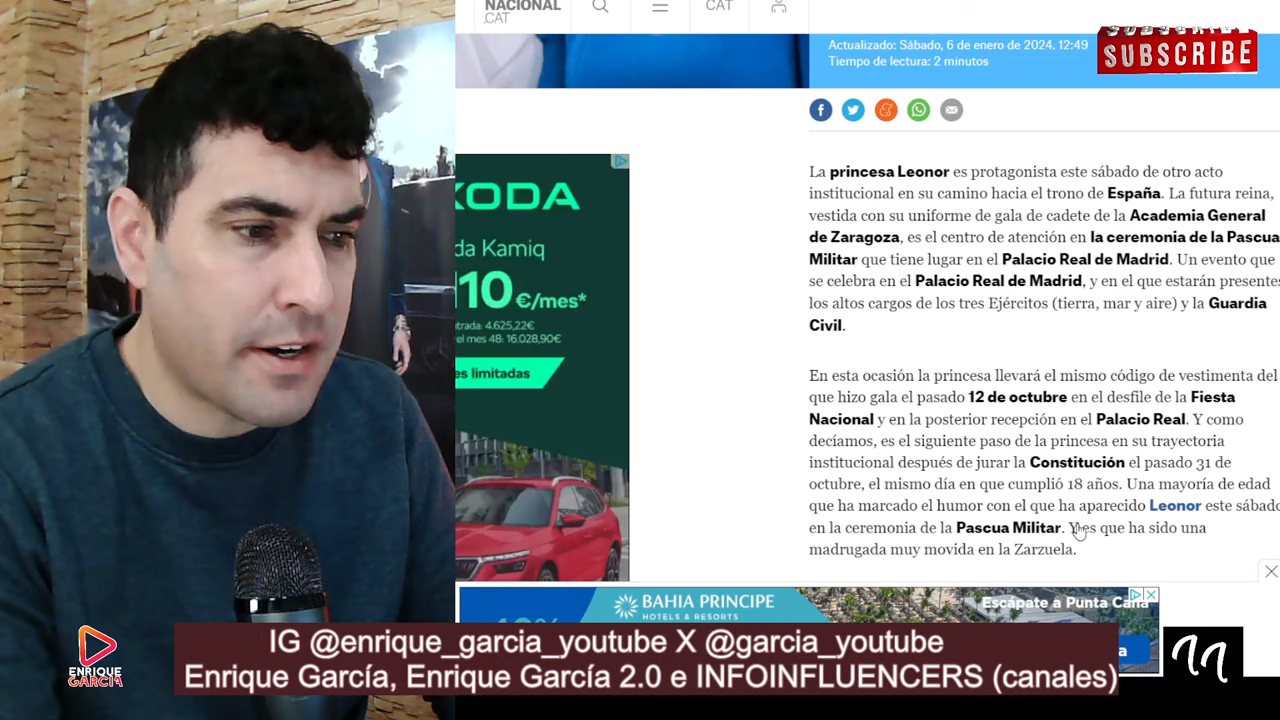 NACIONAL
.CAT
CAT
Actualizado: Sábado, 6 de enero de 2024. 12:49
Tiempo de lectura: 2 minutos
SUBSCRIBE
La princesa Leonor es protagonista este sábado de otro acto
institucional en su camino hacia el trono de España. La futura reina,
vestida con su uniforme de gala de cadete de la Academia General
de Zaragoza, es el centro de atención en la ceremonia de la Pascua
Militar que tiene lugar en el Palacio Real de Madrid. Un evento que
se celebra en el Palacio Real de Madrid, y en el que estarán presentes
los altos cargos de los tres Ejércitos (tierra, mar y aire) y la Guardia
Civil.
En esta ocasión la princesa llevará el mismo código de vestimenta del
que hizo gala el pasado 12 de octubre en el desfile de la Fiesta
Nacional y en la posterior recepción en el Palacio Real. Y como
decíamos, es el siguiente paso de la princesa en su trayectoria
institucional después de jurar la Constitución el pasado 31 de
octubre, el mismo día en que cumplió 18 años. Una mayoría de edad
que ha marcado el humor con el que ha aparecido Leonor este sábado
en la ceremonia de la Pascua Militar. Y es que ha sido una
madrugada muy movida en la Zarzuela.
KODA
da Kamiq
110 €/mes*
ntrada: 4.625,22€
el mes 48: 16.028,90€
es limitadas
BAHIA PRINCIPE
HOTELS & RESORTS
Escápate a Punta Cana
ENRIQUE
GARCÍA
IG @enrique_garcia_youtube X @garcia_youtube
Enrique García, Enrique García 2.0 e INFOINFLUENCERS (canales)